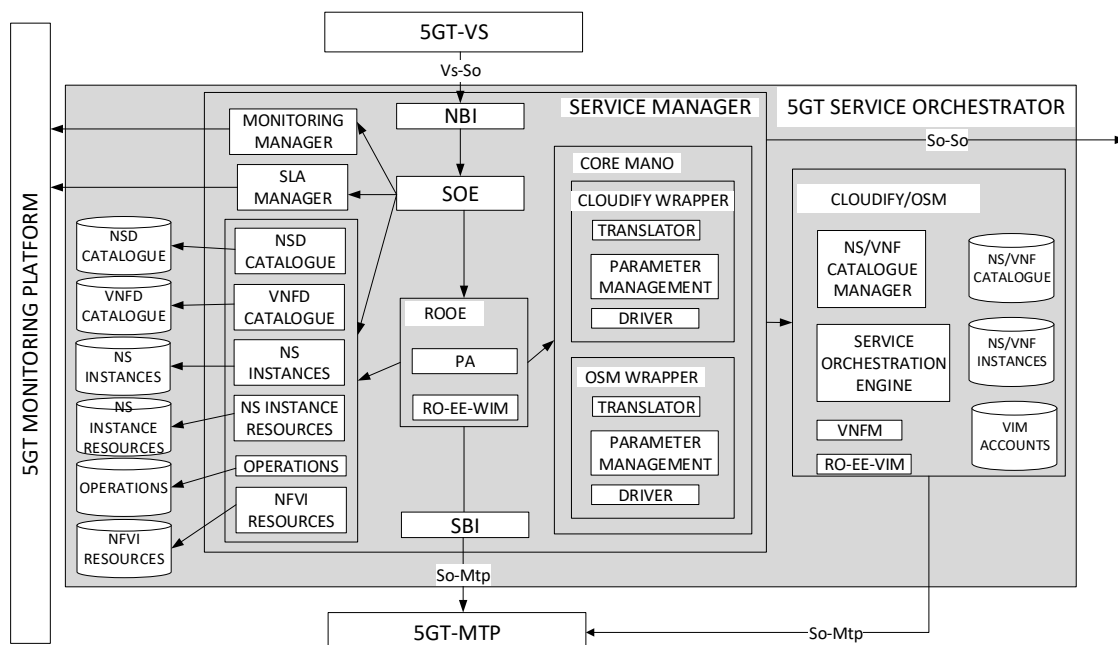 5GT-VS
Vs-So
5GT MONITORING PLATFORM
5GT SERVICE ORCHESTRATOR
SERVICE MANAGER
NBI
MONITORING
MANAGER
SLA
MANAGER
SOE
So-So
NSD
CATALOGUE
VNFD
CATALOGUE
NS
INSTANCES
NS
INSTANCE
RESOURCES
OPERATIONS
NFVI
RESOURCES
NSD
CATALOGUE
VNFD
CATALOGUE
NS
INSTANCES
NS INSTANCE
RESOURCES
OPERATIONS
NFVI
RESOURCES
ROOE
PA
RO-EE-WIM
SBI
CORE MANO
CLOUDIFY WRAPPER
TRANSLATOR
PARAMETER
MANAGEMENT
DRIVER
OSM WRAPPER
TRANSLATOR
PARAMETER
MANAGEMENT
DRIVER
CLOUDIFY/OSM
NS/VNF
CATALOGUE
MANAGER
SERVICE
ORCHESTRATION
ENGINE
VNFM
RO-EE-VIM
NS/VNF
CATALOGUE
NS/VNF
INSTANCES
VIM
ACCOUNTS
So-Mtp
5GT-MTP
So-Mtp